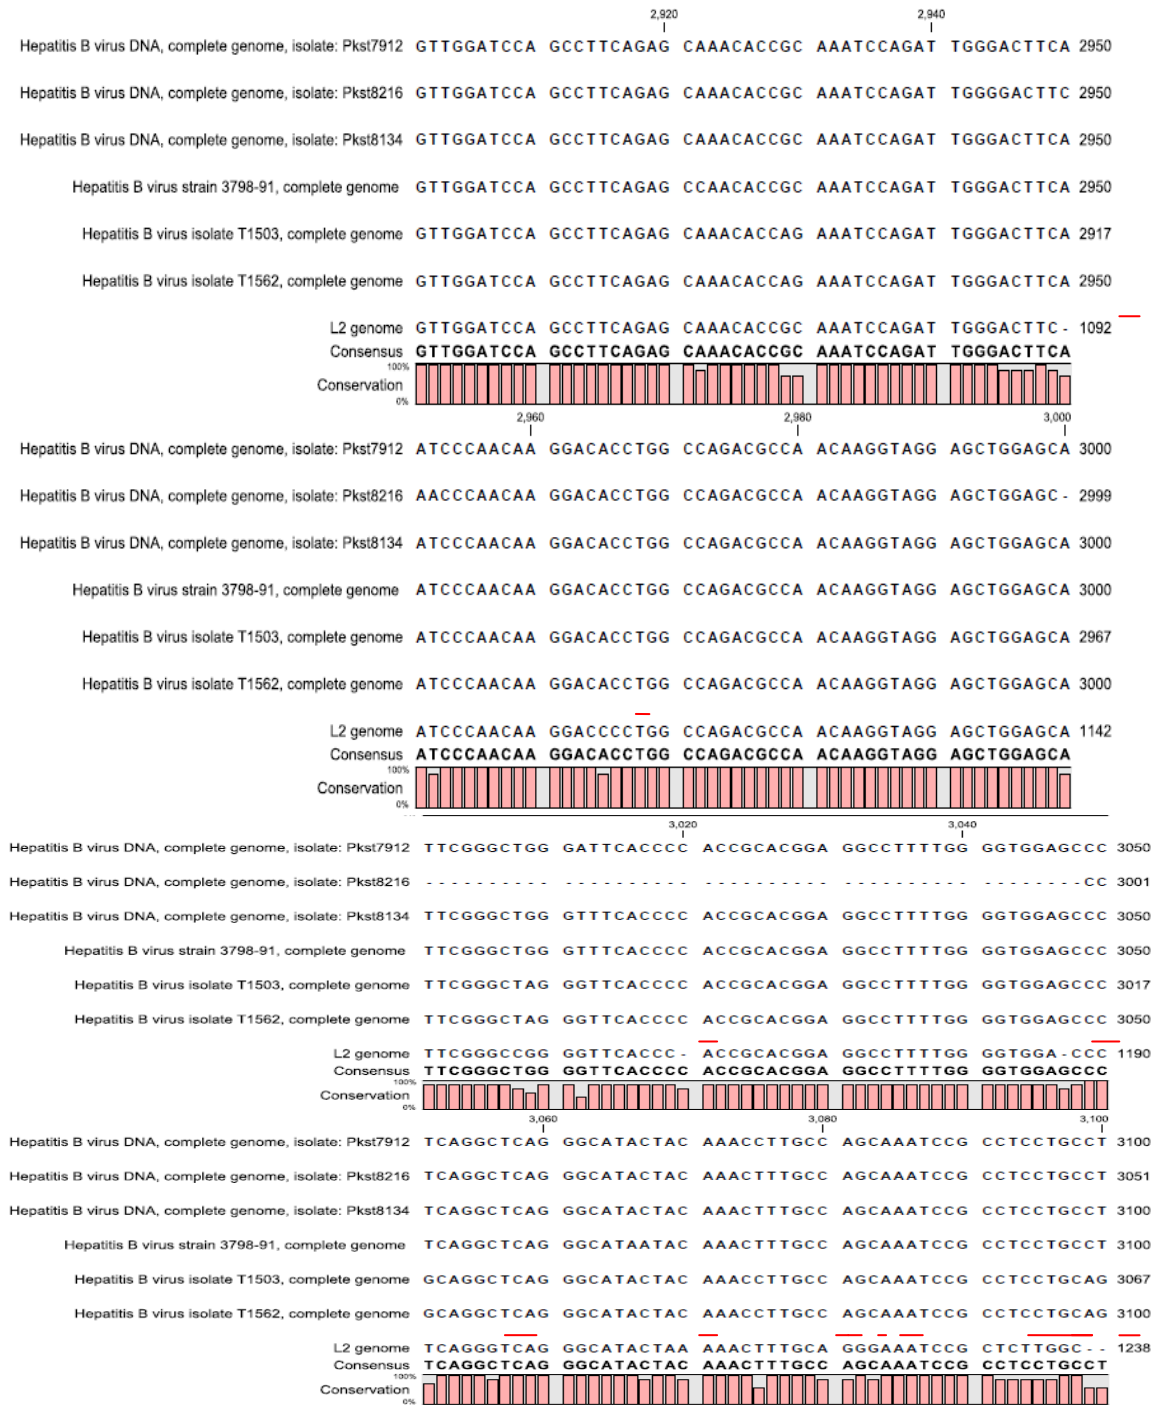 2,920 2,940
Hepatitis B virus DNA, complete genome, isolate: Pkst7912 GTTGGATCCA GCCTTCAGAG CAAACACCGC AAATCCAGAT TGGGACTTCA 2950
Hepatitis B virus DNA, complete genome, isolate: Pkst8216 GTTGGATCCA GCCTTCAGAG CAAACACCGC AAATCCAGAT TGGGGACTTC 2950
Hepatitis B virus DNA, complete genome, isolate: Pkst8134 GTTGGATCCA GCCTTCAGAG CAAACACCGC AAATCCAGAT TGGGACTTCA 2950
Hepatitis B virus strain 3798-91, complete genome GTTGGATCCA GCCTTCAGAG CCAACACCGC AAATCCAGAT TGGGACTTCA 2950
Hepatitis B virus isolate T1503, complete genome GTTGGATCCA GCCTTCAGAG CAAACACCAG AAATCCAGAT TGGGACTTCA 2917
Hepatitis B virus isolate T1562, complete genome GTTGGATCCA GCCTTCAGAG CAAACACCAG AAATCCAGAT TGGGACTTCA 2950
L2 genome GTTGGATCCA GCCTTCAGAG CAAACACCGC AAATCCAGAT TGGGACTTC- 1092
Consensus GTTGGATCCA GCCTTCAGAG CAAACACCGC AAATCCAGAT TGGGACTTCA
100%
Conservation
0%
2,960 2,980 3,000
Hepatitis B virus DNA, complete genome, isolate: Pkst7912 ATCCCAACAA GGACACCTGG CCAGACGCCA ACAAGGTAGG AGCTGGAGCA 3000
Hepatitis B virus DNA, complete genome, isolate: Pkst8216 AACCCAACAA GGACACCTGG CCAGACGCCA ACAAGGTAGG AGCTGGAGC- 2999
Hepatitis B virus DNA, complete genome, isolate: Pkst8134 ATCCCAACAA GGACACCTGG CCAGACGCCA ACAAGGTAGG AGCTGGAGCA 3000
Hepatitis B virus strain 3798-91, complete genome ATCCCAACAA GGACACCTGG CCAGACGCCA ACAAGGTAGG AGCTGGAGCA 3000
Hepatitis B virus isolate T1503, complete genome ATCCCAACAA GGACACCTGG CCAGACGCCA ACAAGGTAGG AGCTGGAGCA 2967
Hepatitis B virus isolate T1562, complete genome ATCCCAACAA GGACACCTGG CCAGACGCCA ACAAGGTAGG AGCTGGAGCA 3000
L2 genome ATCCCAACAA GGACCCCTGG CCAGACGCCA ACAAGGTAGG AGCTGGAGCA 1142
Consensus ATCCCAACAA GGACACCTGG CCAGACGCCA ACAAGGTAGG AGCTGGAGCA
100%
Conservation
0%
3,020 3,040
Hepatitis B virus DNA, complete genome, isolate: Pkst7912 TTCGGGCTGG GATTCACCCC ACCGCACGGA GGCCTTTTGG GGTGGAGCCC 3050
Hepatitis B virus DNA, complete genome, isolate: Pkst8216 ---------- ---------- ---------- ---------- --------CC 3001
Hepatitis B virus DNA, complete genome, isolate: Pkst8134 TTCGGGCTGG GTTTCACCCC ACCGCACGGA GGCCTTTTGG GGTGGAGCCC 3050
Hepatitis B virus strain 3798-91, complete genome TTCGGGCTGG GTTTCACCCC ACCGCACGGA GGCCTTTTGG GGTGGAGCCC 3050
Hepatitis B virus isolate T1503, complete genome TTCGGGCTAG GGTTCACCCC ACCGCACGGA GGCCTTTTGG GGTGGAGCCC 3017
Hepatitis B virus isolate T1562, complete genome TTCGGGCTAG GGTTCACCCC ACCGCACGGA GGCCTTTTGG GGTGGAGCCC 3050
L2 genome TTCGGGCCGG GGTTCACCC- ACCGCACGGA GGCCTTTTGG GGTGGA-CCC 1190
Consensus TTCGGGCTGG GGTTCACCCC ACCGCACGGA GGCCTTTTGG GGTGGAGCCC
100%
Conservation
0%
3,060 3,080 3,100
Hepatitis B virus DNA, complete genome, isolate: Pkst7912 TCAGGCTCAG GGCATACTAC AAACCTTGCC AGCAAATCCG CCTCCTGCCT 3100
Hepatitis B virus DNA, complete genome, isolate: Pkst8216 TCAGGCTCAG GGCATACTAC AAACTTTGCC AGCAAATCCG CCTCCTGCCT 3051
Hepatitis B virus DNA, complete genome, isolate: Pkst8134 TCAGGCTCAG GGCATACTAC AAACTTTGCC AGCAAATCCG CCTCCTGCCT 3100
Hepatitis B virus strain 3798-91, complete genome TCAGGCTCAG GGCATAATAC AAACTTTGCC AGCAAATCCG CCTCCTGCCT 3100
Hepatitis B virus isolate T1503, complete genome GCAGGCTCAG GGCATACTAC AAACCTTGCC AGCAAATCCG CCTCCTGCAG 3067
Hepatitis B virus isolate T1562, complete genome GCAGGCTCAG GGCATACTAC AAACCTTGCC AGCAAATCCG CCTCCTGCAG 3100
L2 genome TCAGGGTCAG GGCATACTAA AAACTTTGCA GGGAAATCCG CTCTTGGC-- 1238
Consensus TCAGGCTCAG GGCATACTAC AAACTTTGCC AGCAAATCCG CCTCCTGCCT
100%
Conservation
0%